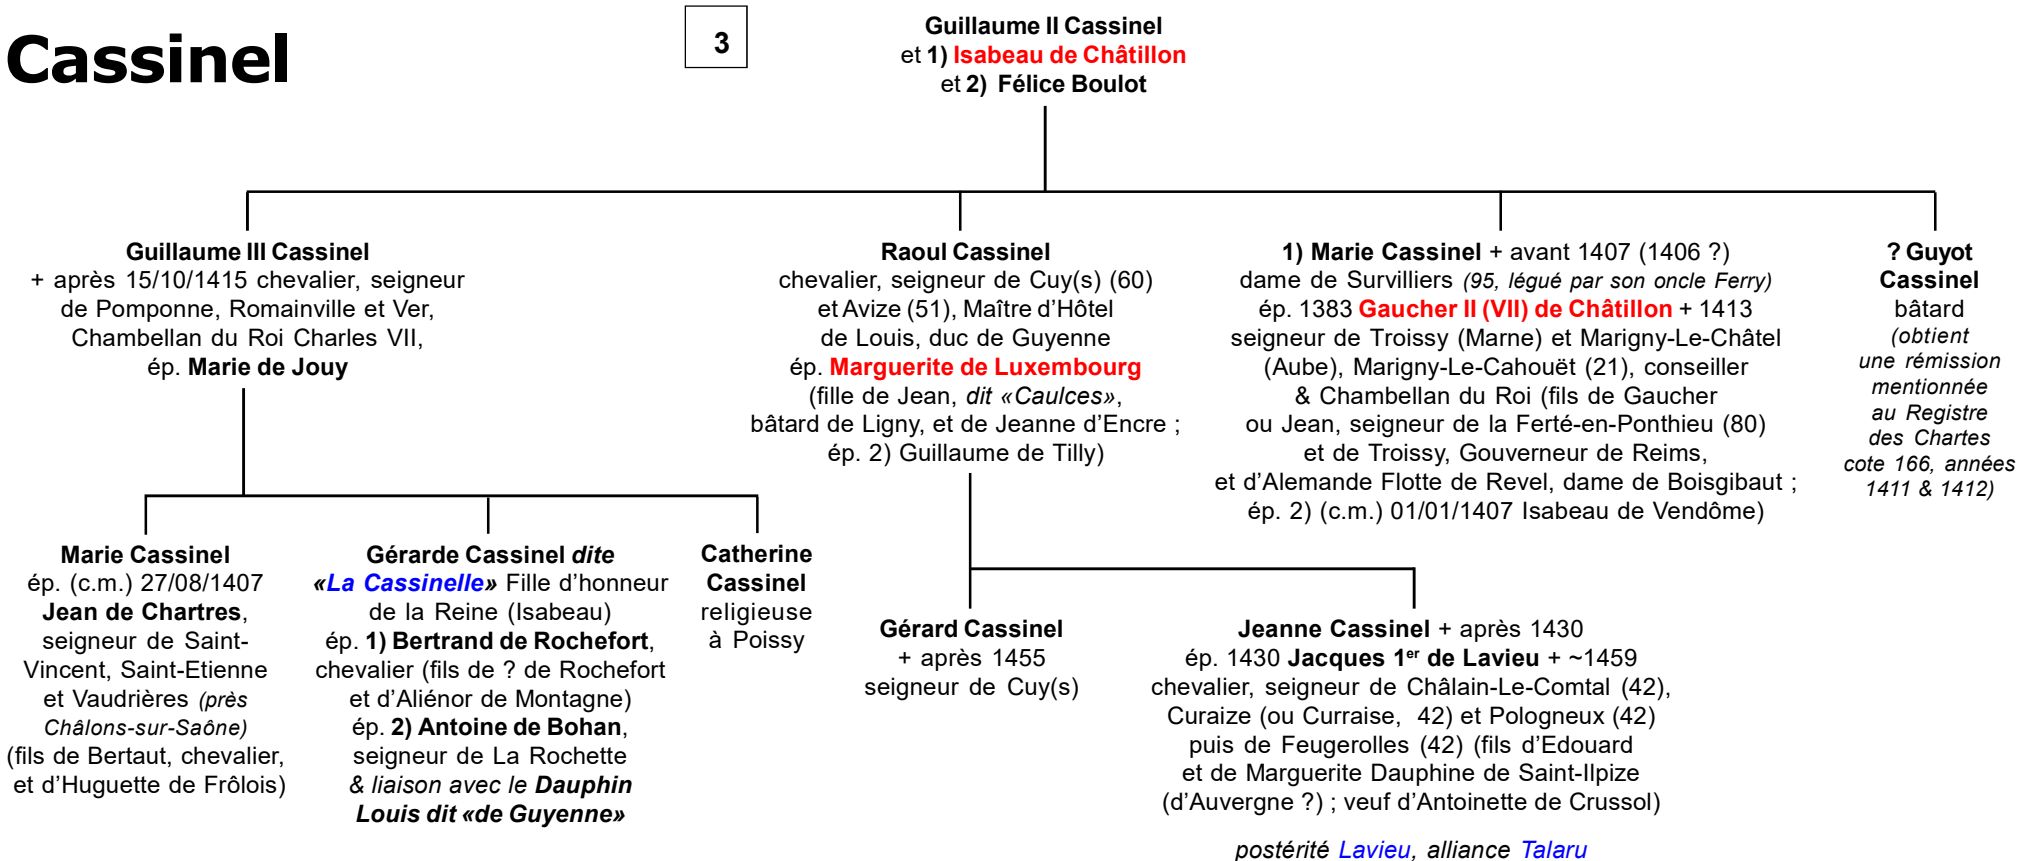 Cassinel
3
Guillaume II Cassinel
et 1) Isabeau de Châtillon
et 2) Félice Boulot
Guillaume III Cassinel
+ après 15/10/1415 chevalier, seigneur
de Pomponne, Romainville et Ver,
Chambellan du Roi Charles VII,
ép. Marie de Jouy
Raoul Cassinel
chevalier, seigneur de Cuy(s) (60)
et Avize (51), Maître d’Hôtel
de Louis, duc de Guyenne
ép. Marguerite de Luxembourg
(fille de Jean, dit «Caulces»,
bâtard de Ligny, et de Jeanne d’Encre ;
ép. 2) Guillaume de Tilly)
1) Marie Cassinel + avant 1407 (1406 ?)
dame de Survilliers (95, légué par son oncle Ferry)
ép. 1383 Gaucher II (VII) de Châtillon + 1413
seigneur de Troissy (Marne) et Marigny-Le-Châtel
(Aube), Marigny-Le-Cahouët (21), conseiller
& Chambellan du Roi (fils de Gaucher
ou Jean, seigneur de la Ferté-en-Ponthieu (80)
et de Troissy, Gouverneur de Reims,
et d’Alemande Flotte de Revel, dame de Boisgibaut ;
ép. 2) (c.m.) 01/01/1407 Isabeau de Vendôme)
? Guyot
Cassinel
bâtard
(obtient
une rémission
mentionnée
au Registre
des Chartes
cote 166, années
1411 & 1412)
Marie Cassinel
ép. (c.m.) 27/08/1407
Jean de Chartres,
seigneur de Saint-
Vincent, Saint-Etienne
et Vaudrières (près
Châlons-sur-Saône)
(fils de Bertaut, chevalier,
et d’Huguette de Frôlois)
Gérarde Cassinel dite
«La Cassinelle» Fille d’honneur
de la Reine (Isabeau)
ép. 1) Bertrand de Rochefort,
chevalier (fils de ? de Rochefort
et d’Aliénor de Montagne)
ép. 2) Antoine de Bohan,
seigneur de La Rochette
& liaison avec le Dauphin
Louis dit «de Guyenne»
Catherine
Cassinel
religieuse
à Poissy
Gérard Cassinel
+ après 1455
seigneur de Cuy(s)
Jeanne Cassinel + après 1430
ép. 1430 Jacques 1er de Lavieu + ~1459
chevalier, seigneur de Châlain-Le-Comtal (42),
Curaize (ou Curraise, 42) et Pologneux (42)
puis de Feugerolles (42) (fils d’Edouard
et de Marguerite Dauphine de Saint-Ilpize
(d’Auvergne ?) ; veuf d’Antoinette de Crussol)
postérité Lavieu, alliance Talaru